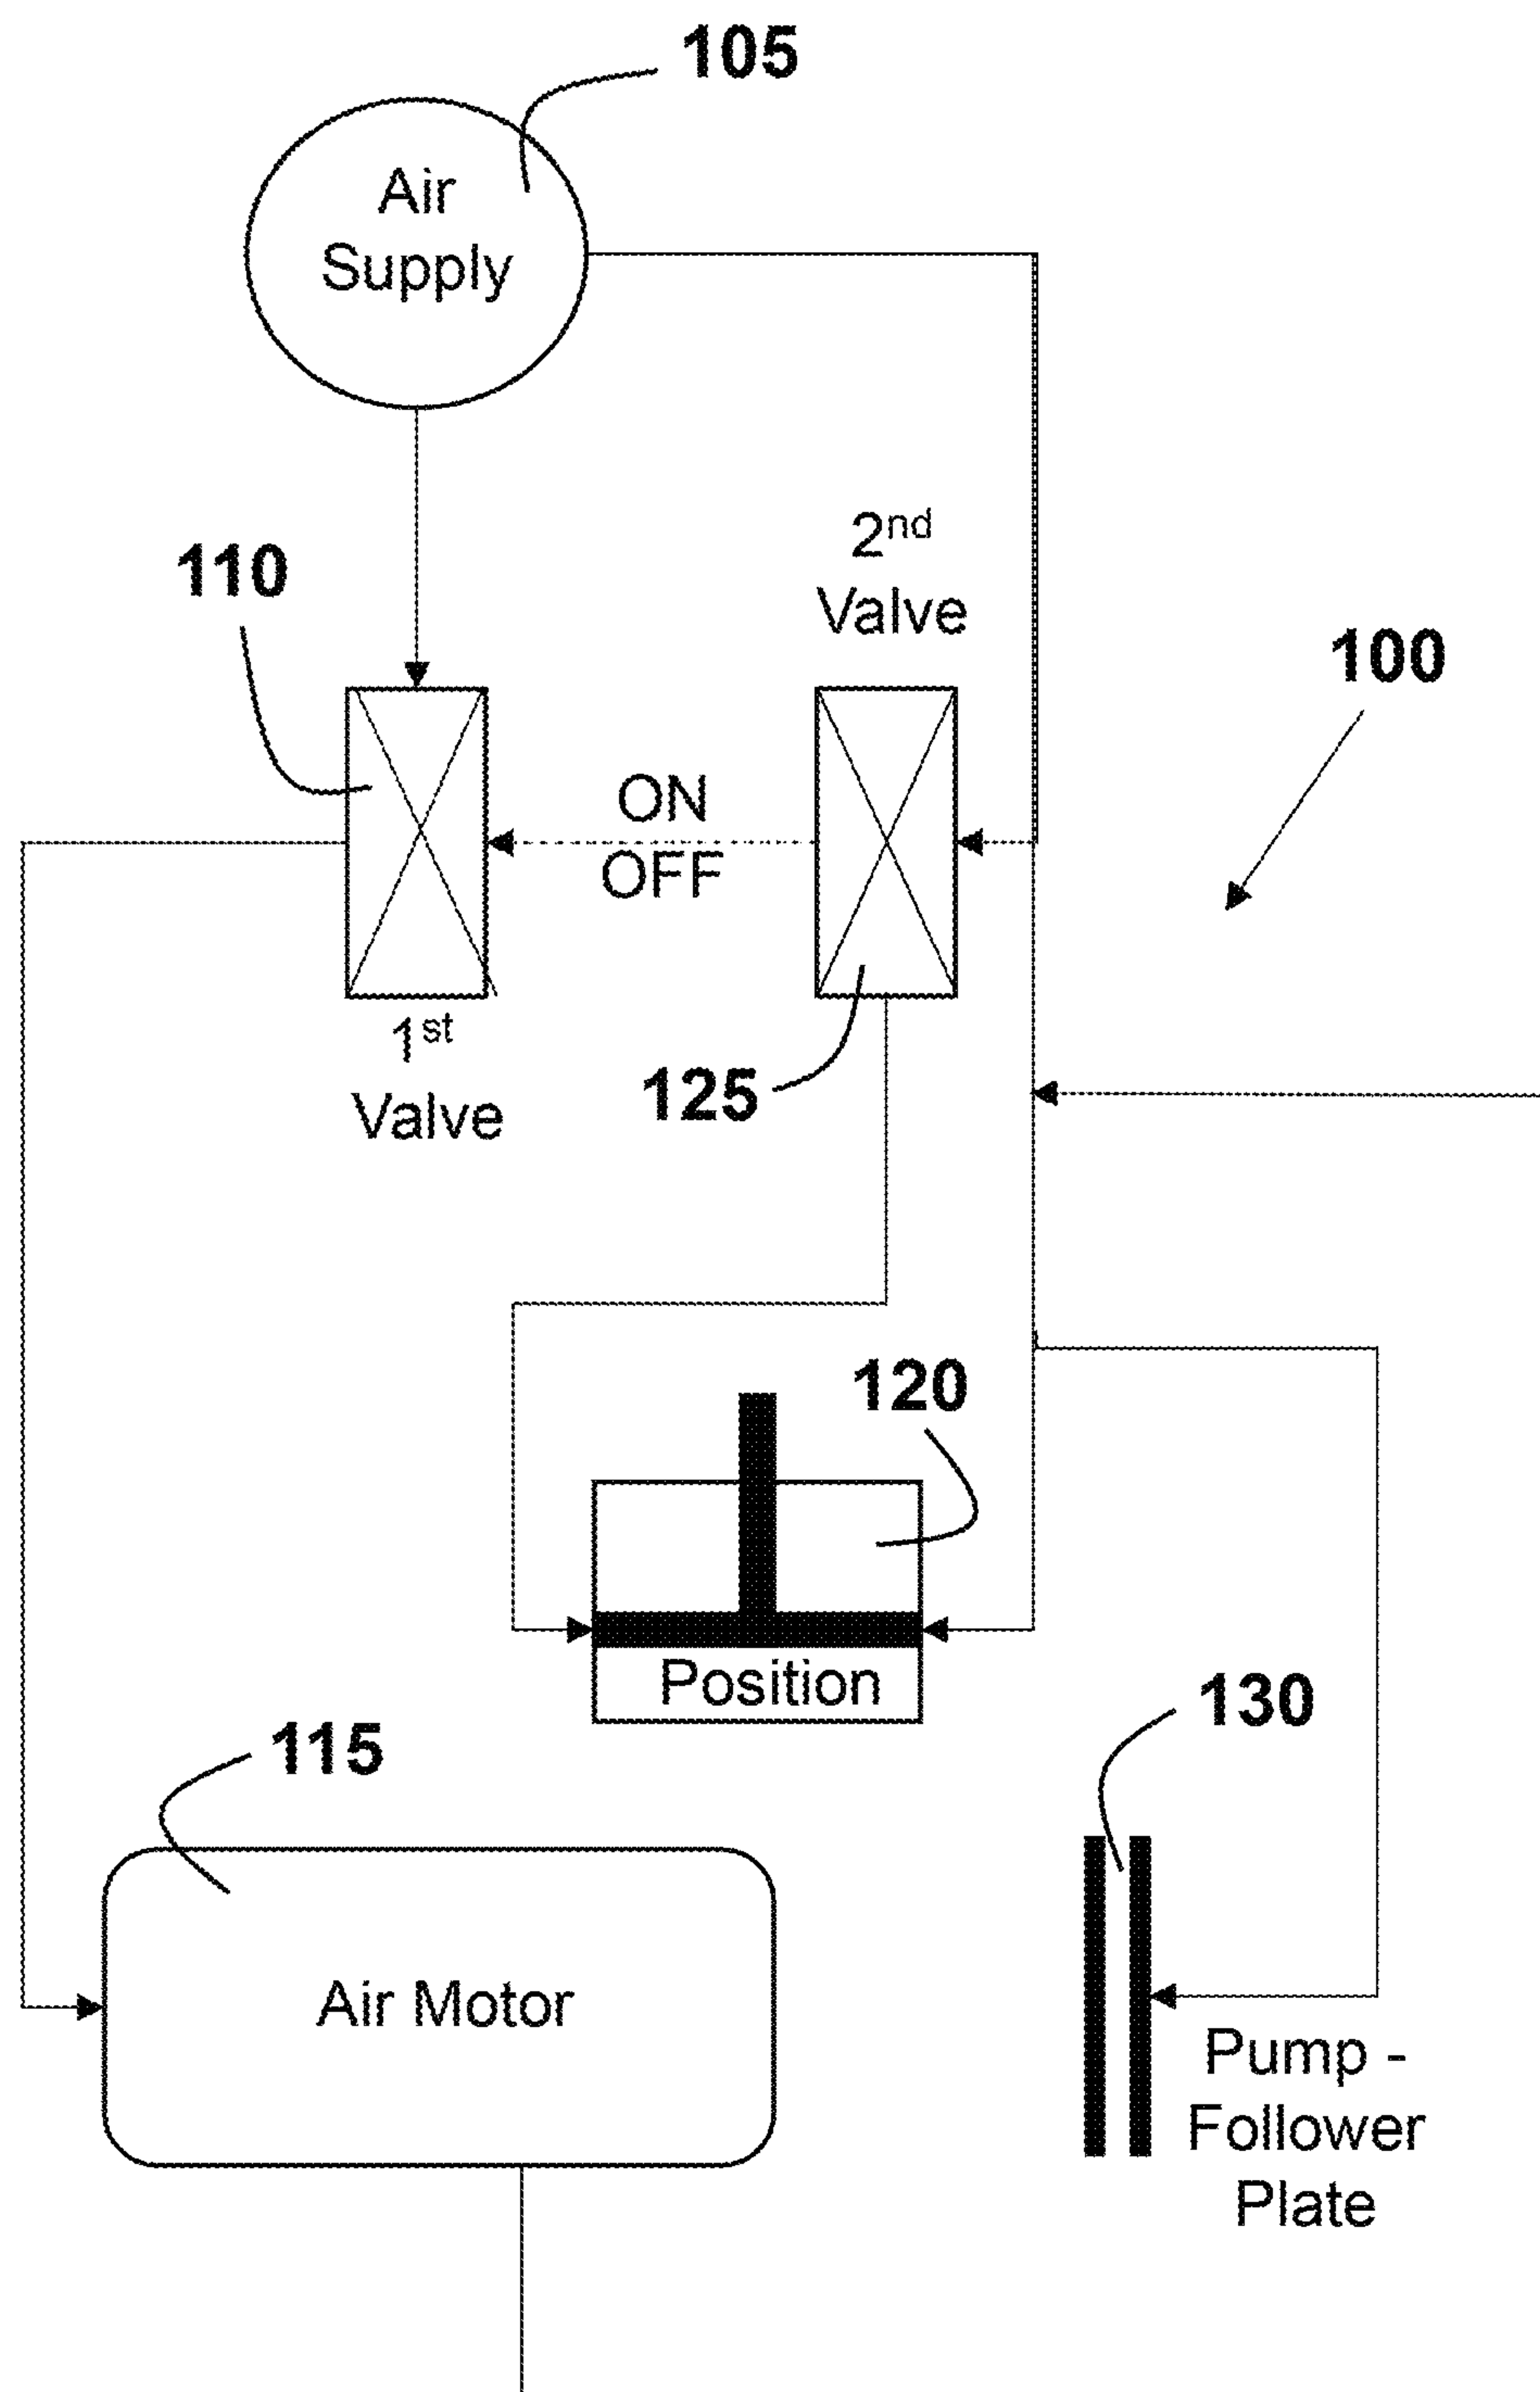 105
Air
Supply
2nd
Valve
110
100
ON
OFF
1st
Valve
125
120
Position
130
115
Air Motor
Pump -
Follower
Plate